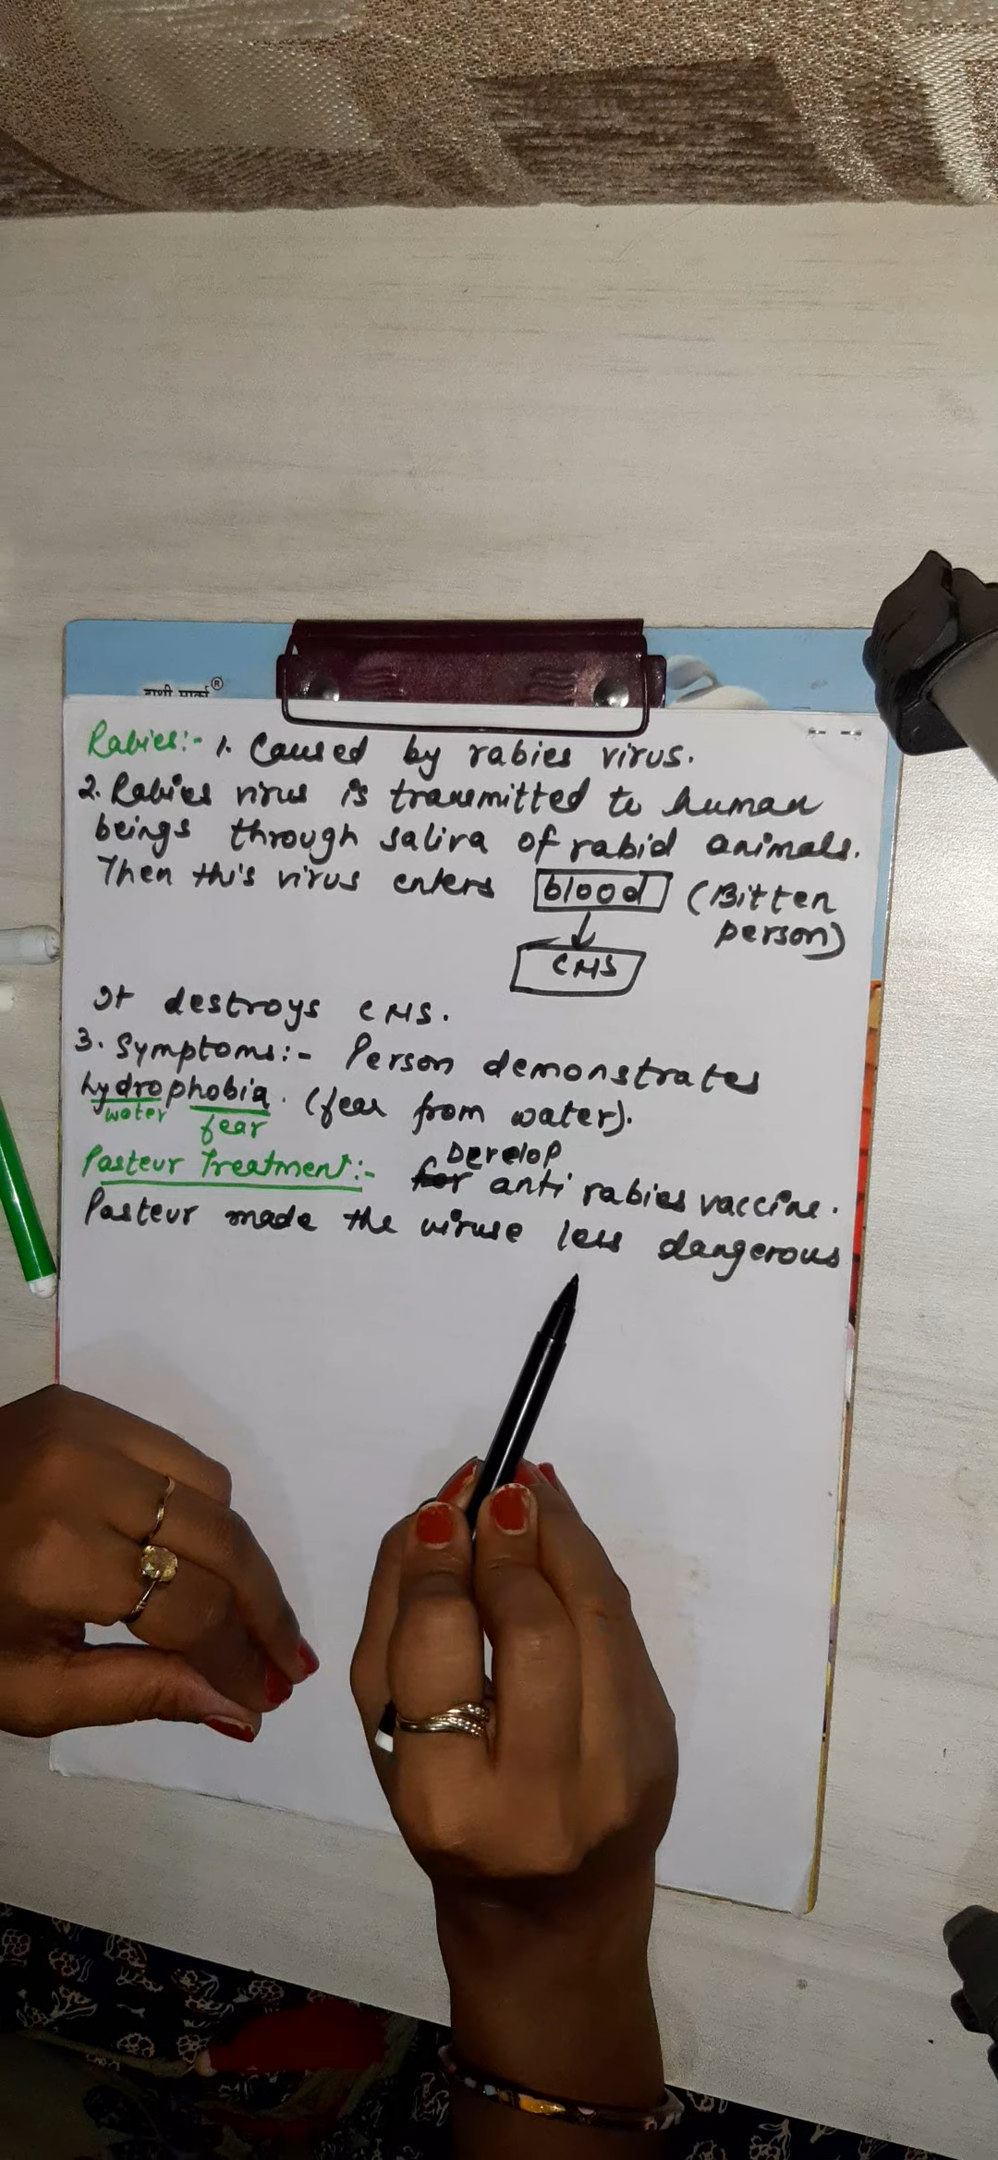 हाथी मार्का ®
Rabies:- 1. Caused by rabies virus.
2. Rabies virus is transmitted to human
beings through saliva of rabid animals.
Then this virus enters blood (Bitten
person)
CNS
It destroys CNS.
3. Symptoms:- Person demonstrates
hydrophobia. (fear from water).
water fear
Develop
Pasteur Treatment:- for anti rabies vaccine.
Pasteur made the viruse less dangerous